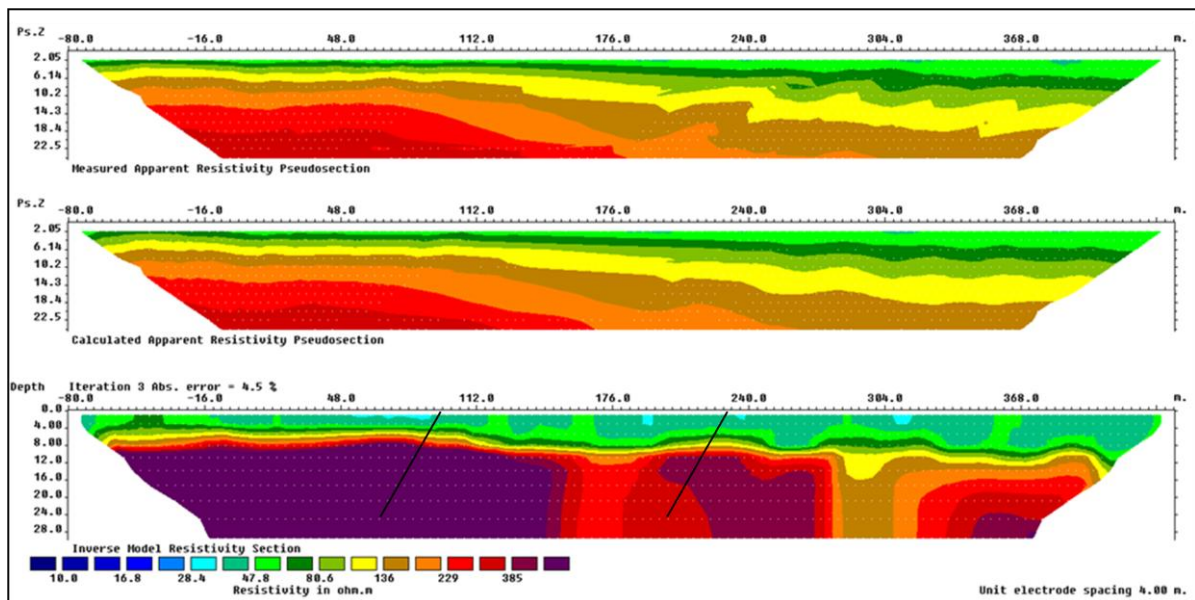 Ps.Z -80.0 -16.0 48.0 112.0 176.0 240.0 304.0 368.0 m.
2.05
6.14
10.2
14.3
18.4
22.5
Measured Apparent Resistivity Pseudosection
Ps.Z -80.0 -16.0 48.0 112.0 176.0 240.0 304.0 368.0 m.
2.05
6.14
10.2
14.3
18.4
22.5
Calculated Apparent Resistivity Pseudosection
Depth Iteration 3 Abs. error = 4.5 %
-80.0 -16.0 48.0 112.0 176.0 240.0 304.0 368.0 m.
0.0
4.00
8.00
12.0
16.0
20.0
24.0
28.0
Inverse Model Resistivity Section
10.0 16.8 28.4 47.8 80.6 136 229 385
Resistivity in ohm.m Unit electrode spacing 4.00 m.